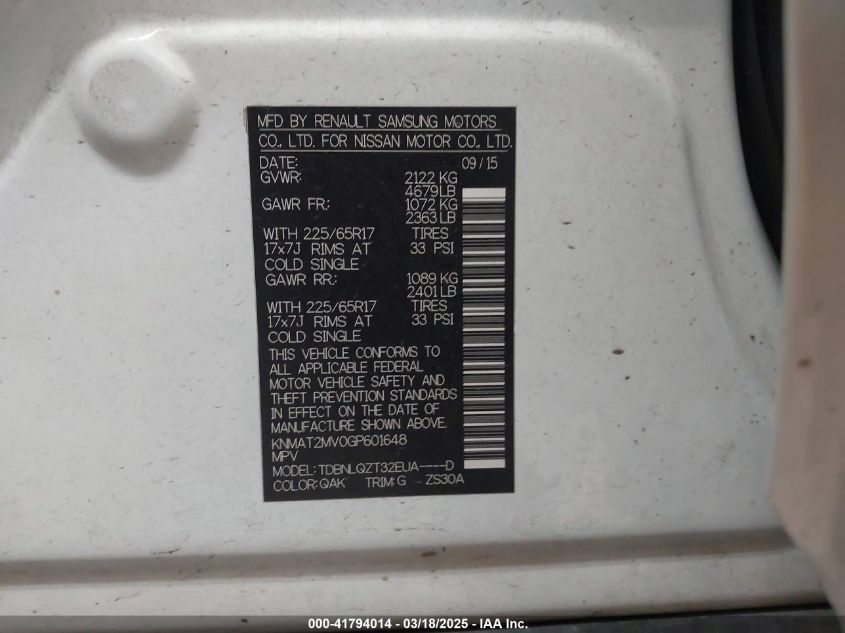 MFD BY RENAULT SAMSUNG MOTORS
CO., LTD. FOR NISSAN MOTOR CO., LTD.
DATE: 09/15
GVWR: 2122 KG
4679LB
GAWR FR: 1072 KG
2363LB
WITH 225/65R17 TIRES
17x7J RIMS AT 33 PSI
COLD SINGLE
GAWR RR: 1089 KG
2401LB
WITH 225/65R17 TIRES
17x7J RIMS AT 33 PSI
COLD SINGLE
THIS VEHICLE CONFORMS TO
ALL APPLICABLE FEDERAL
MOTOR VEHICLE SAFETY AND
THEFT PREVENTION STANDARDS
IN EFFECT ON THE DATE OF
MANUFACTURE SHOWN ABOVE.
KNMAT2MV0GP601648
MPV
MODEL: TDBNLQZT32EUA----D
COLOR: QAK TRIM: G ZS30A
000-41794014 — 03/18/2025 — IAA Inc.